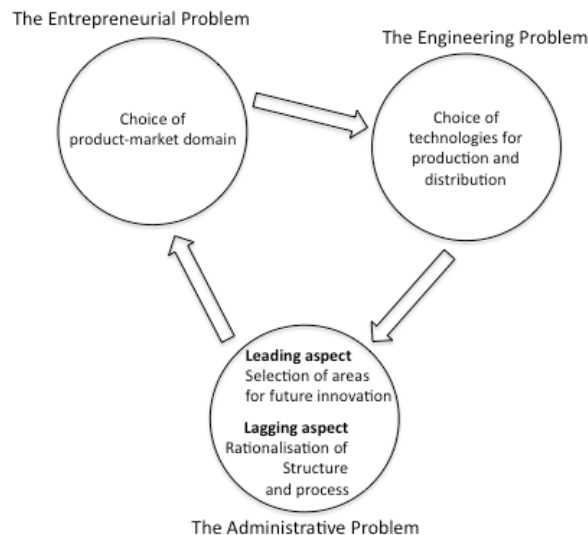 The Entrepreneurial Problem
Choice of
product-market domain
The Engineering Problem
Choice of
technologies for
production and
distribution
Leading aspect
Selection of areas
for future innovation
Lagging aspect
Rationalisation of
Structure
and process
The Administrative Problem